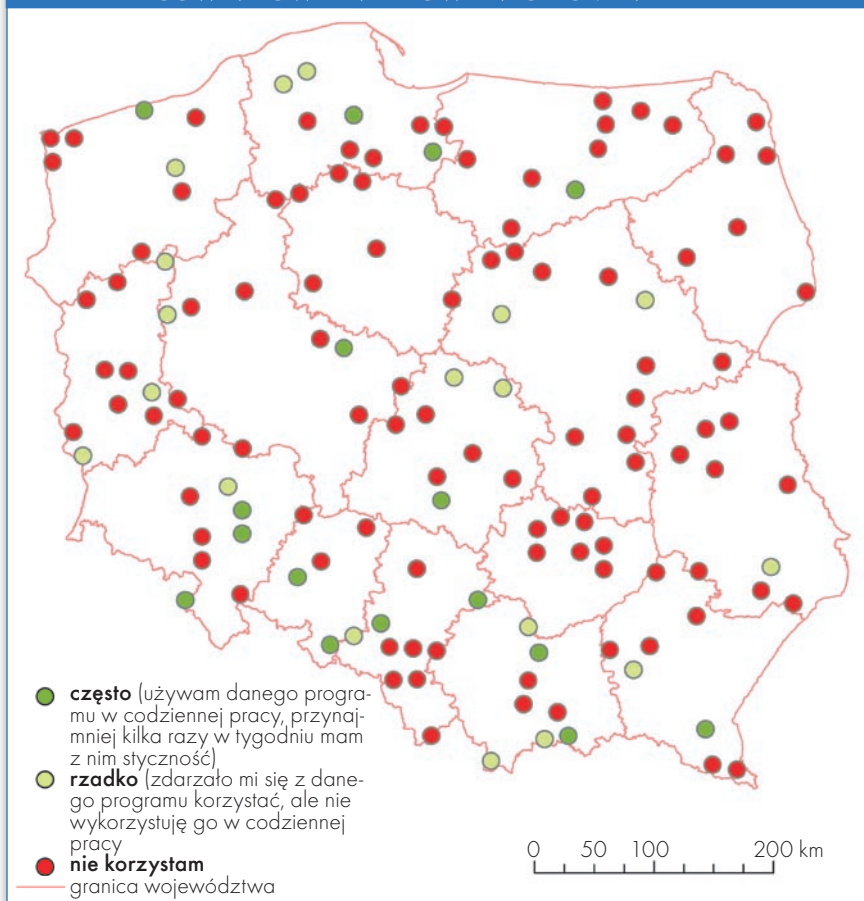 często (używam danego progra-
mu w codziennej pracy, przynaj-
mniej kilka razy w tygodniu mam
z nim styczność)
rzadko (zdarzało mi się z dane-
go programu korzystać, ale nie
wykorzystuję go w codziennej
pracy
nie korzystam
granica województwa
0 50 100 200 km